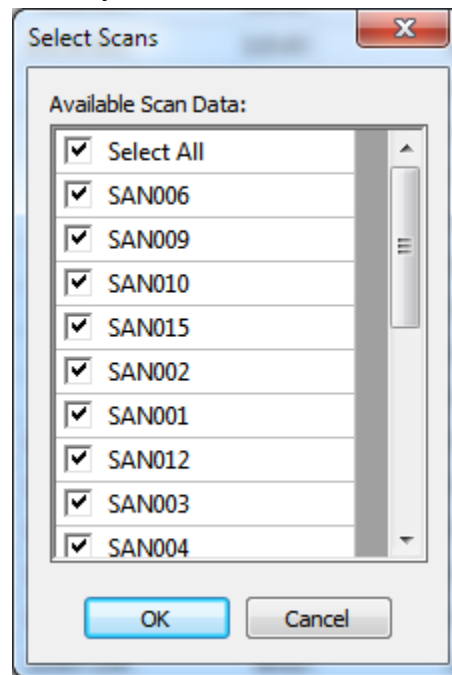 Select Scans
Available Scan Data:
Select All
SAN006
SAN009
SAN010
SAN015
SAN002
SAN001
SAN012
SAN003
SAN004
OK Cancel